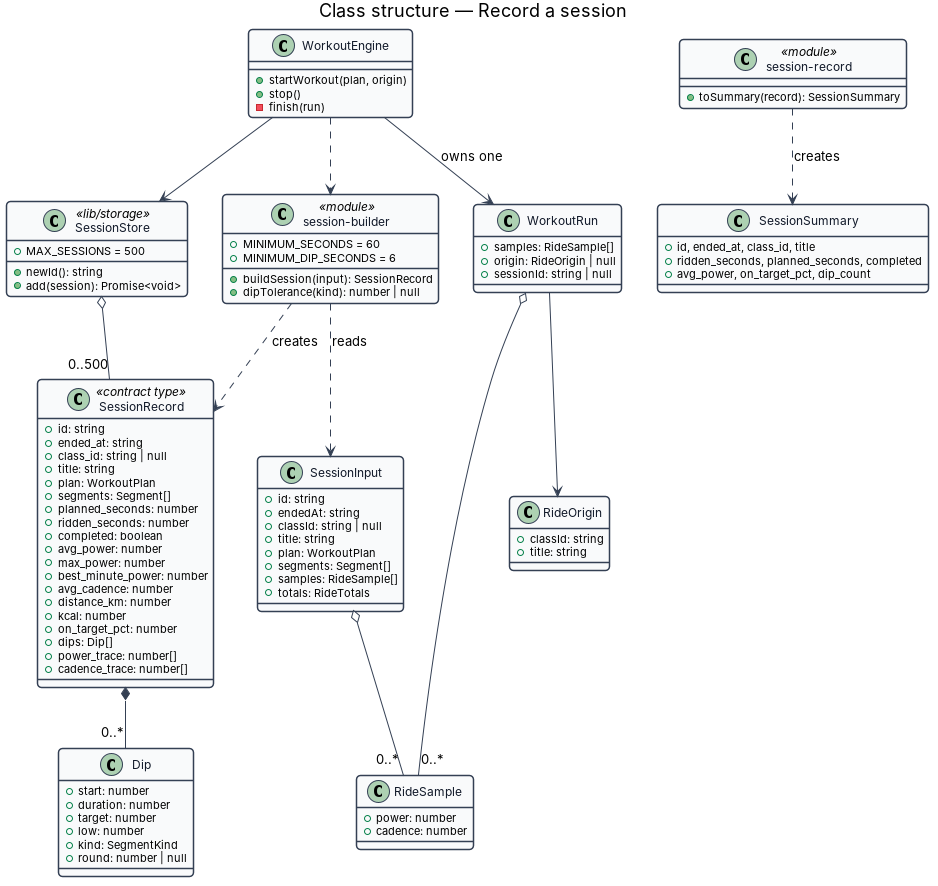 Class structure — Record a session
C WorkoutEngine
startWorkout(plan, origin)
stop()
finish(run)
C «module»
session-record
toSummary(record): SessionSummary
owns one
creates
C «lib/storage»
SessionStore
MAX_SESSIONS = 500
newId(): string
add(session): Promise<void>
C «module»
session-builder
MINIMUM_SECONDS = 60
MINIMUM_DIP_SECONDS = 6
buildSession(input): SessionRecord
dipTolerance(kind): number | null
C WorkoutRun
samples: RideSample[]
origin: RideOrigin | null
sessionId: string | null
C SessionSummary
id, ended_at, class_id, title
ridden_seconds, planned_seconds, completed
avg_power, on_target_pct, dip_count
creates
reads
0..500
C «contract type»
SessionRecord
id: string
ended_at: string
class_id: string | null
title: string
plan: WorkoutPlan
segments: Segment[]
planned_seconds: number
ridden_seconds: number
completed: boolean
avg_power: number
max_power: number
best_minute_power: number
avg_cadence: number
distance_km: number
kcal: number
on_target_pct: number
dips: Dip[]
power_trace: number[]
cadence_trace: number[]
C SessionInput
id: string
endedAt: string
classId: string | null
title: string
plan: WorkoutPlan
segments: Segment[]
samples: RideSample[]
totals: RideTotals
C RideOrigin
classId: string
title: string
0..*
0..*
0..*
C Dip
start: number
duration: number
target: number
low: number
kind: SegmentKind
round: number | null
C RideSample
power: number
cadence: number